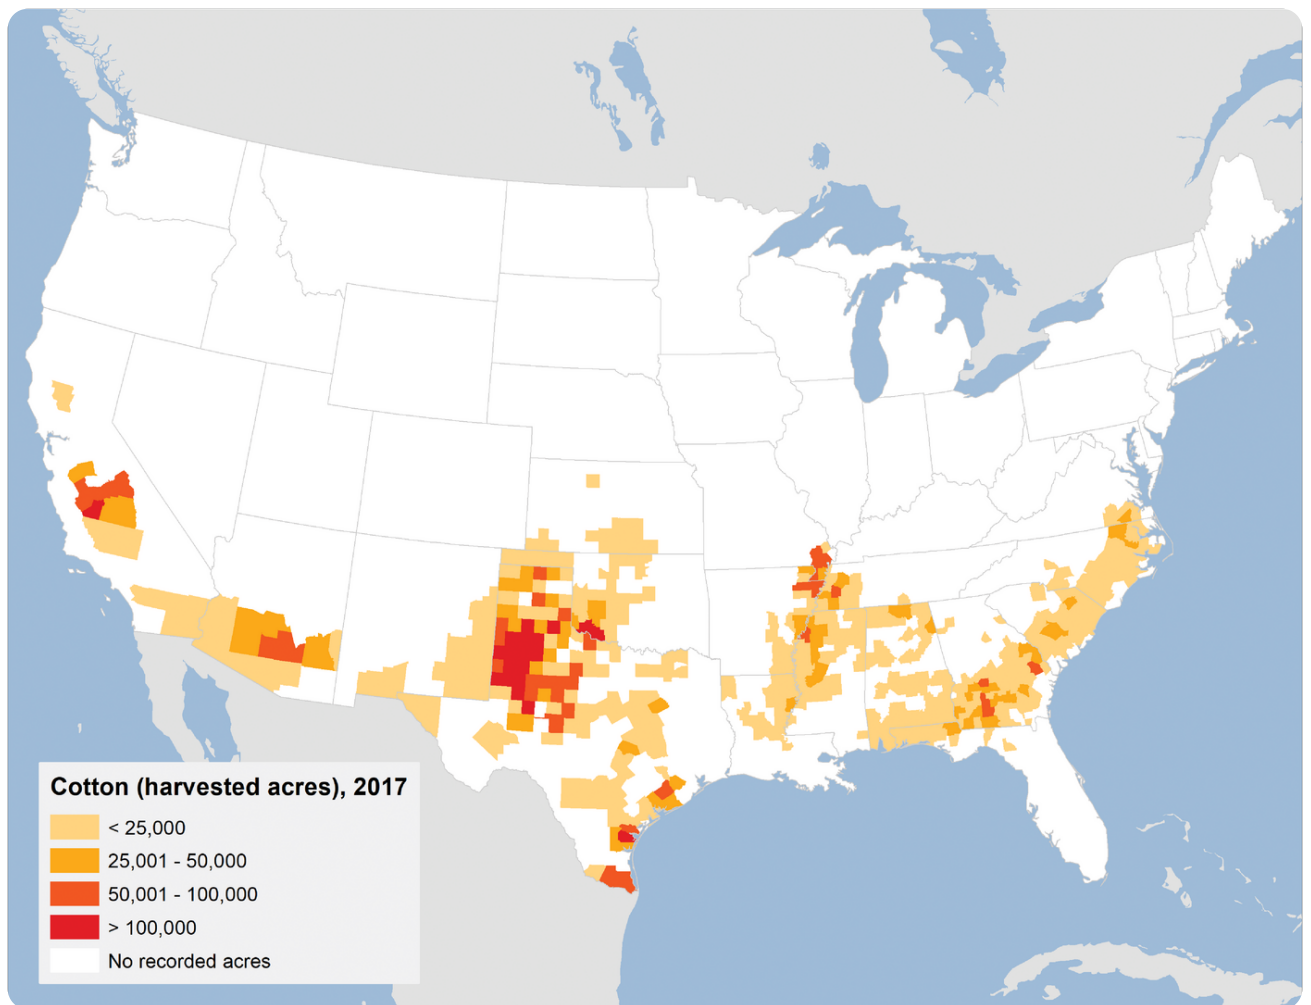 Cotton (harvested acres), 2017
< 25,000
25,001 - 50,000
50,001 - 100,000
> 100,000
No recorded acres